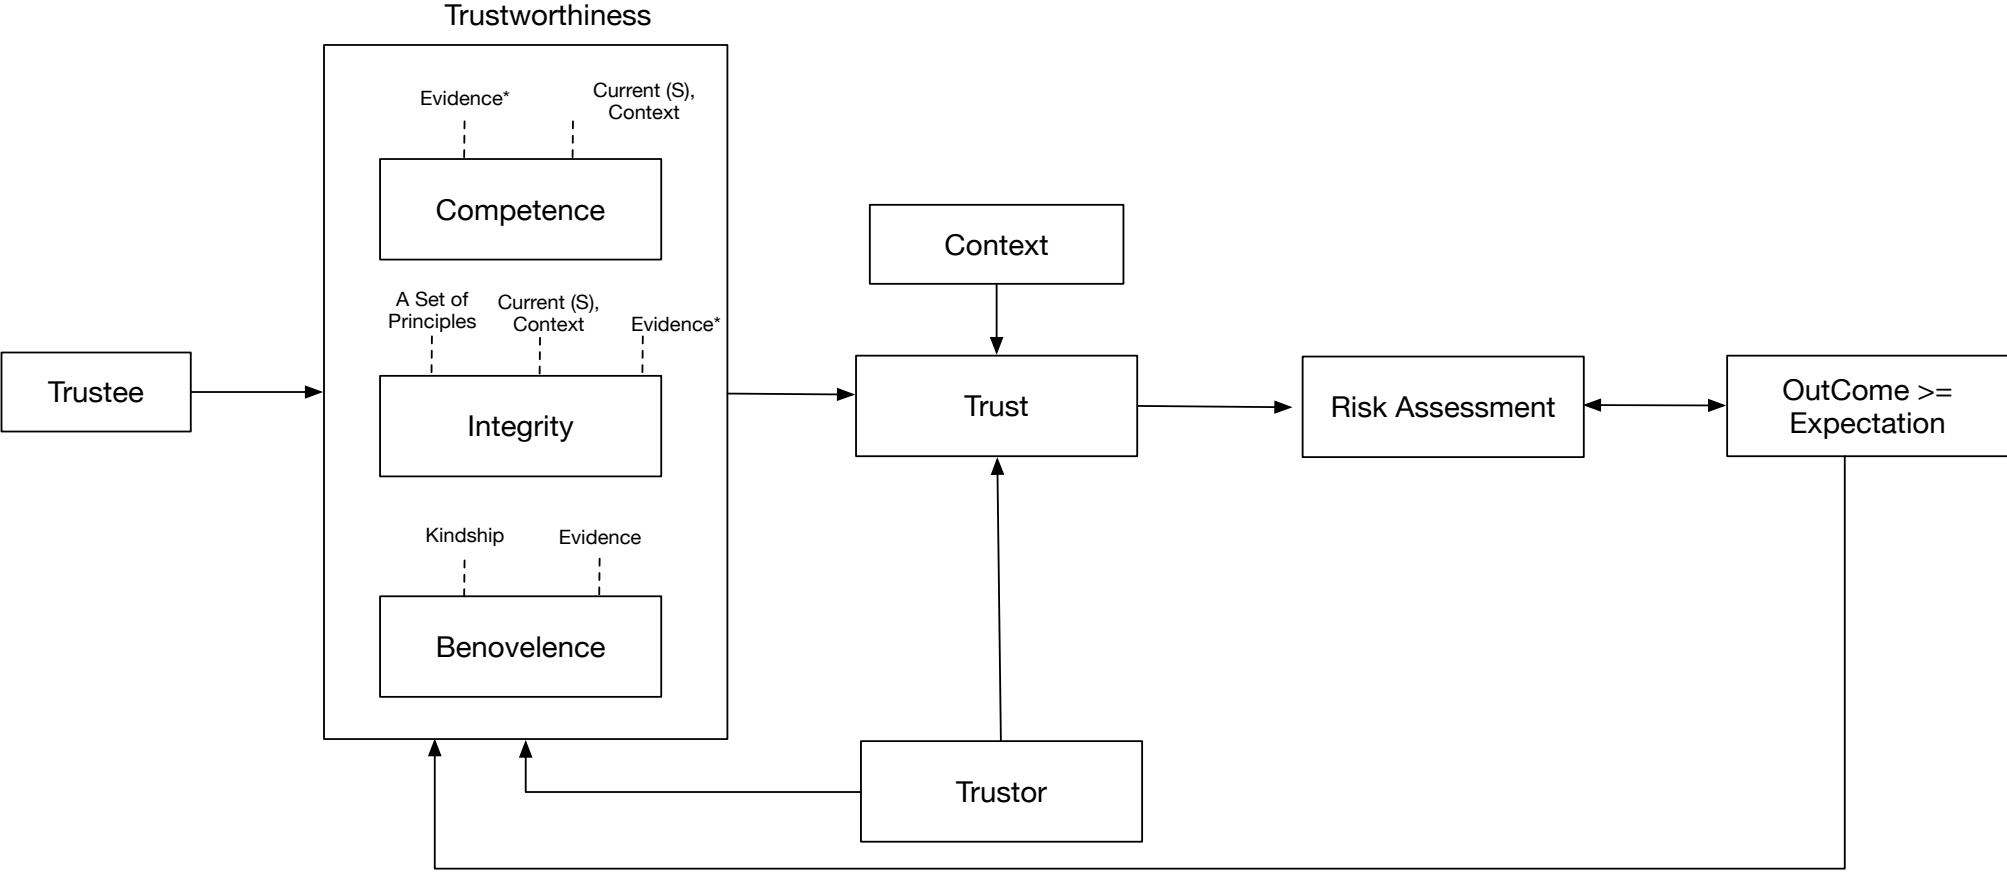 Trustworthiness
Evidence*
Current (S),
Context
Competence
A Set of
Principles
Current (S),
Context
Evidence*
Integrity
Kindship
Evidence
Benovelence
Trustee
Context
Trust
Risk Assessment
OutCome >=
Expectation
Trustor